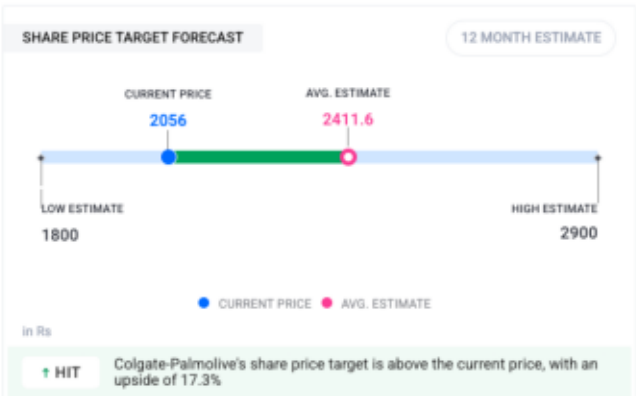 SHARE PRICE TARGET FORECAST
12 MONTH ESTIMATE
CURRENT PRICE
AVG. ESTIMATE
2056
2411.6
LOW ESTIMATE
HIGH ESTIMATE
1800
2900
CURRENT PRICE
AVG. ESTIMATE
in Rs
HIT
Colgate-Palmolive's share price target is above the current price, with an
upside of 17.3%